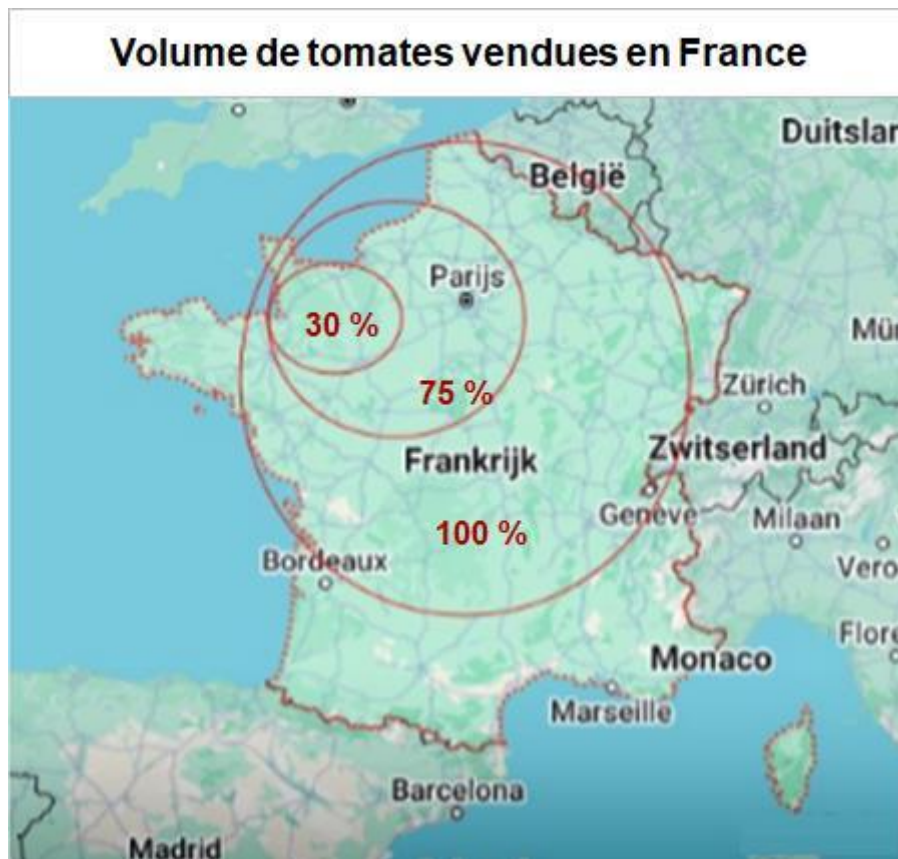 Volume de tomates vendues en France
Duitslar
België
Parijs
30 %
Mür
75 %
Zürich
Frankrijk
Zwitserland
Genève
100 %
Milaan
Bordeaux
Vero
Flore
Monaco
Marseille
Barcelona
Madrid